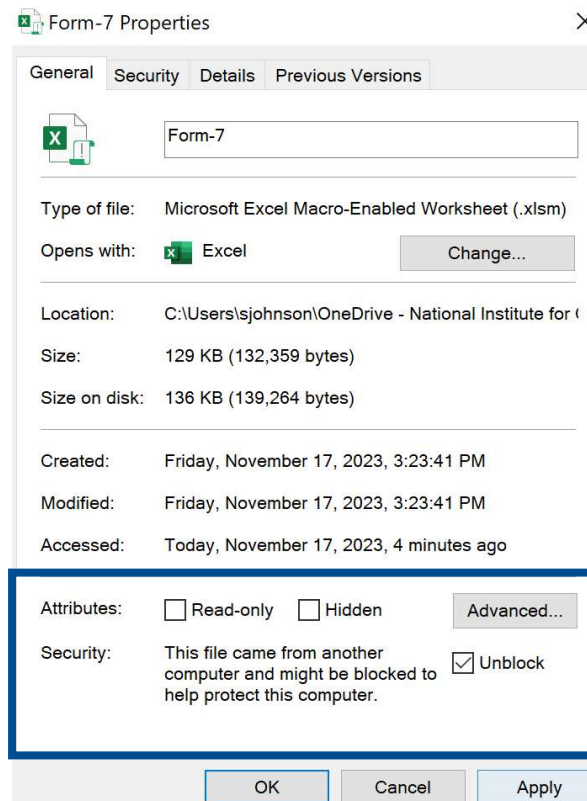 Form-7 Properties
General Security Details Previous Versions
Form-7
Type of file: Microsoft Excel Macro-Enabled Worksheet (.xlsm)
Opens with: Excel Change...
Location: C:\Users\sjohnson\OneDrive - National Institute for
Size: 129 KB (132,359 bytes)
Size on disk: 136 KB (139,264 bytes)
Created: Friday, November 17, 2023, 3:23:41 PM
Modified: Friday, November 17, 2023, 3:23:41 PM
Accessed: Today, November 17, 2023, 4 minutes ago
Attributes: Read-only Hidden Advanced...
Security: This file came from another
computer and might be blocked to
help protect this computer.
Unblock
OK Cancel Apply